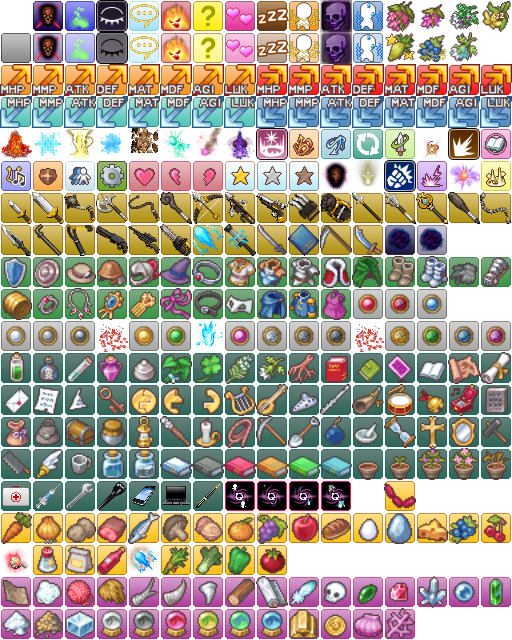 ? zzZ zzZ
zzZ
MHP MMP ATK DEF MAT MDF AGI LUK MHP MMP ATK DEF MAT MDF AGI LUK
MHP MMP ATK DEF MAT MDF AGI LUK MHP MMP ATK DEF MAT MDF AGI LUK